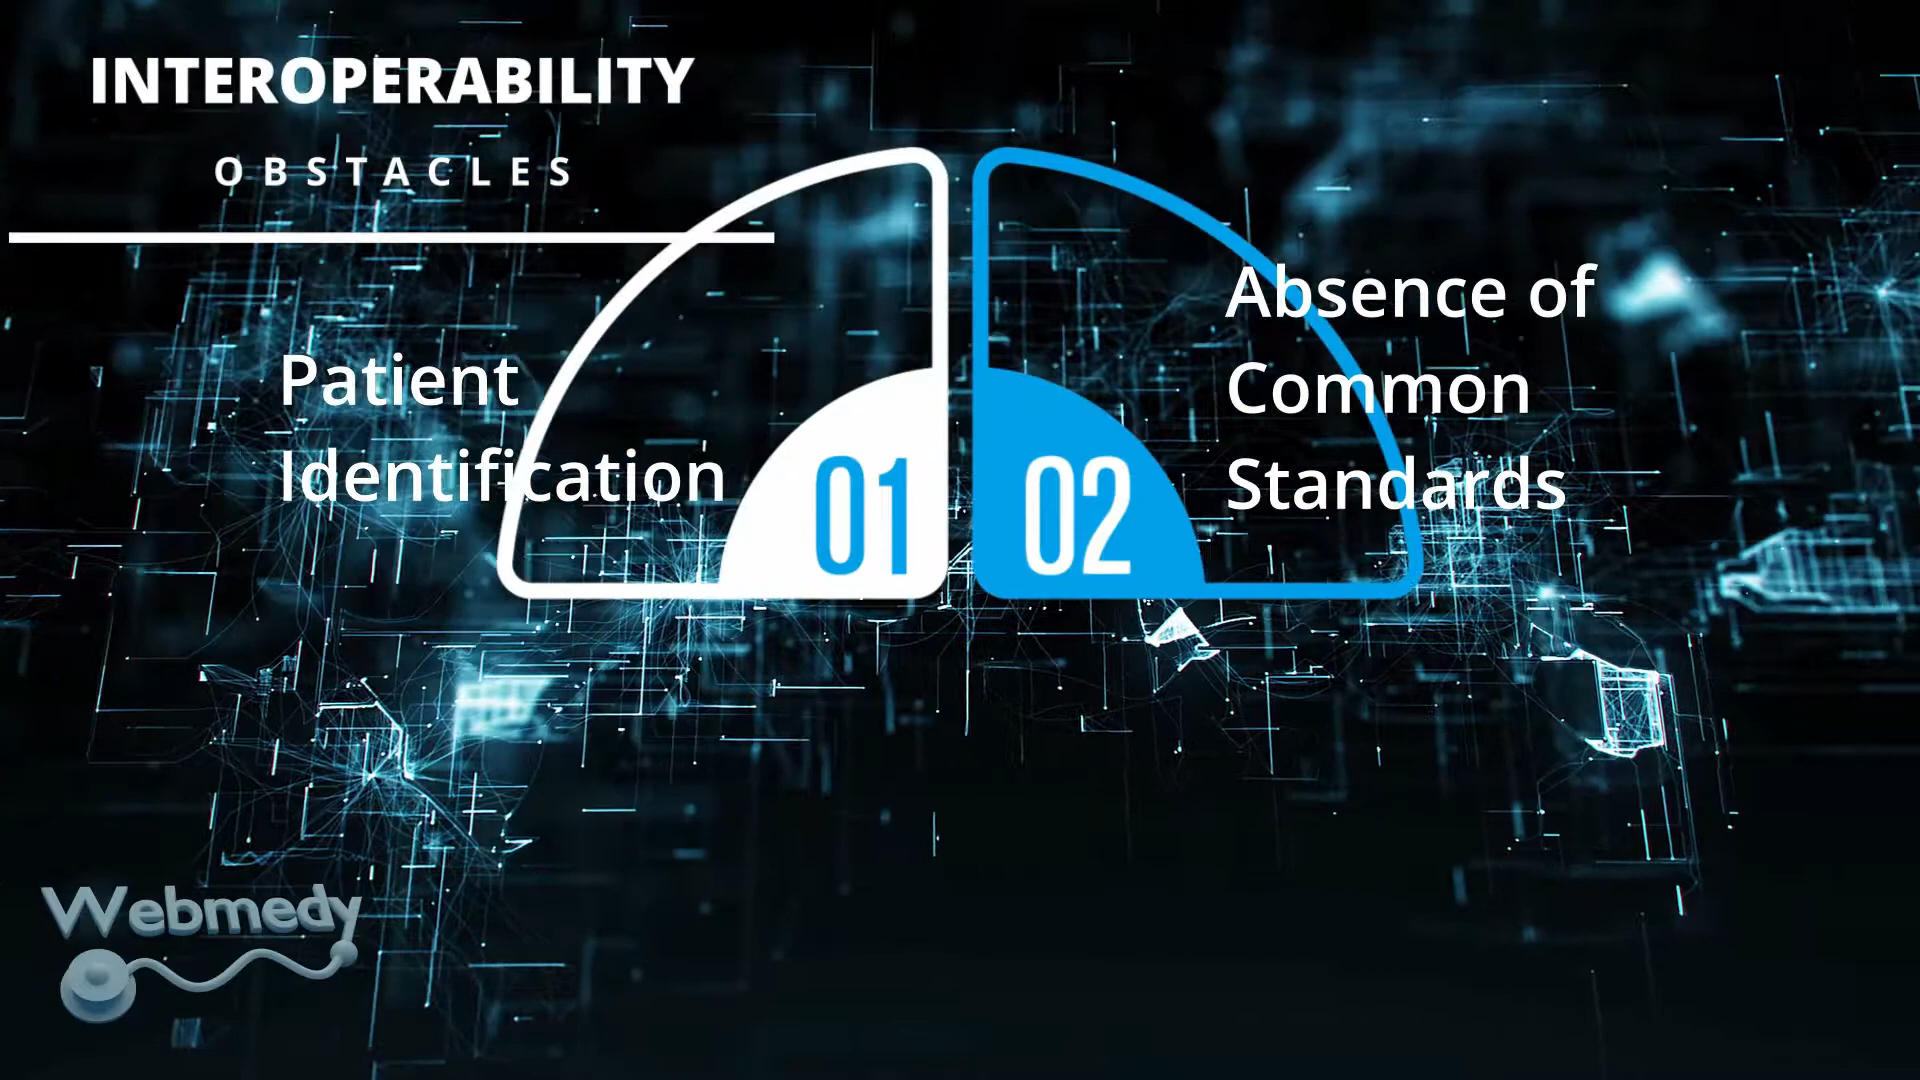 INTEROPERABILITY
OBSTACLES
Patient
Identification
01
02
Absence of
Common
Standards
Webmedy